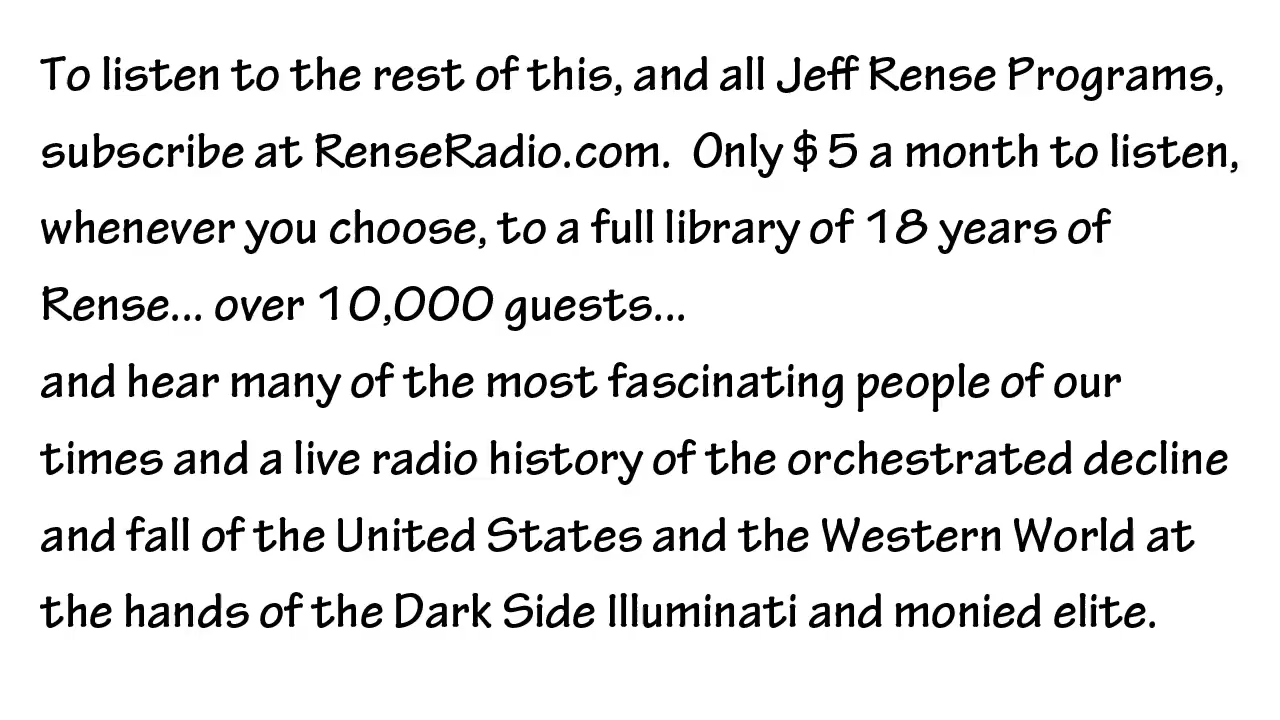 To listen to the rest of this, and all Jeff Rense Programs,
subscribe at RenseRadio.com.  Only $5 a month to listen,
whenever you choose, to a full library of 18 years of
Rense... over 10,000 guests...
and hear many of the most fascinating people of our
times and a live radio history of the orchestrated decline
and fall of the United States and the Western World at
the hands of the Dark Side Illuminati and monied elite.